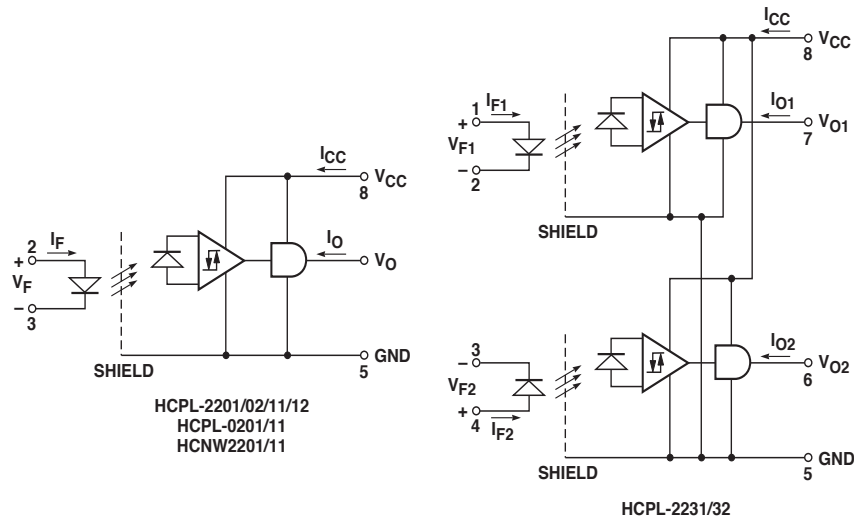 I_CC
V_CC
8
I_F
2
+
V_F
–
3
I_O
V_O
SHIELD
GND
5
HCPL-2201/02/11/12
HCPL-0201/11
HCNW2201/11
I_CC
V_CC
8
1
I_F1
+
V_F1
–
2
I_O1
V_O1
7
SHIELD
3
–
V_F2
+
4
I_F2
I_O2
V_O2
6
SHIELD
GND
5
HCPL-2231/32